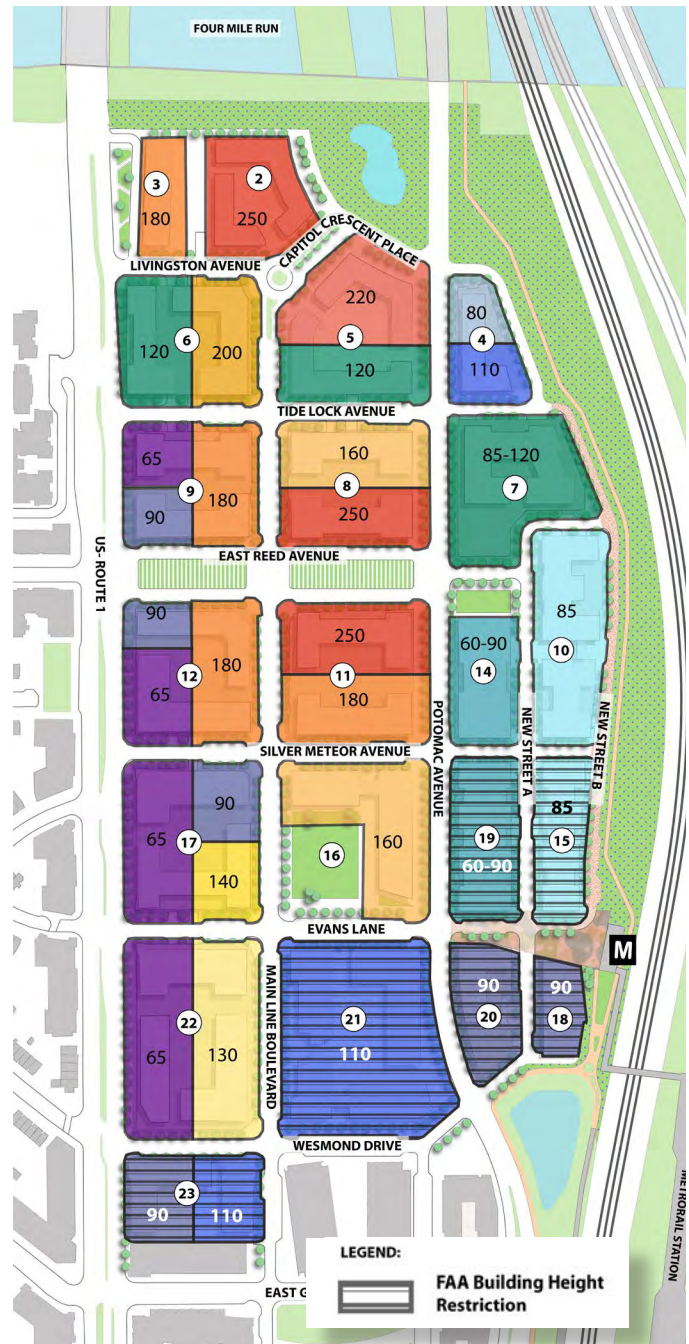 FOUR MILE RUN
3
2
180
250
CAPITOL CRESCENT PLACE
LIVINGSTON AVENUE
220
80
6
5
4
120
200
120
110
TIDE LOCK AVENUE
65
160
85-120
9
8
7
180
90
250
US- ROUTE 1
EAST REED AVENUE
90
250
60-90
85
10
12
180
11
14
65
180
POTOMAC AVENUE
NEW STREET A
NEW STREET B
SILVER METEOR AVENUE
90
85
65
17
160
19
15
16
60-90
140
EVANS LANE
M
MAIN LINE BOULEVARD
90
90
22
21
20
18
65
130
110
WESMOND DRIVE
23
90
110
METRORAIL STATION
LEGEND:
FAA Building Height
Restriction
EAST G